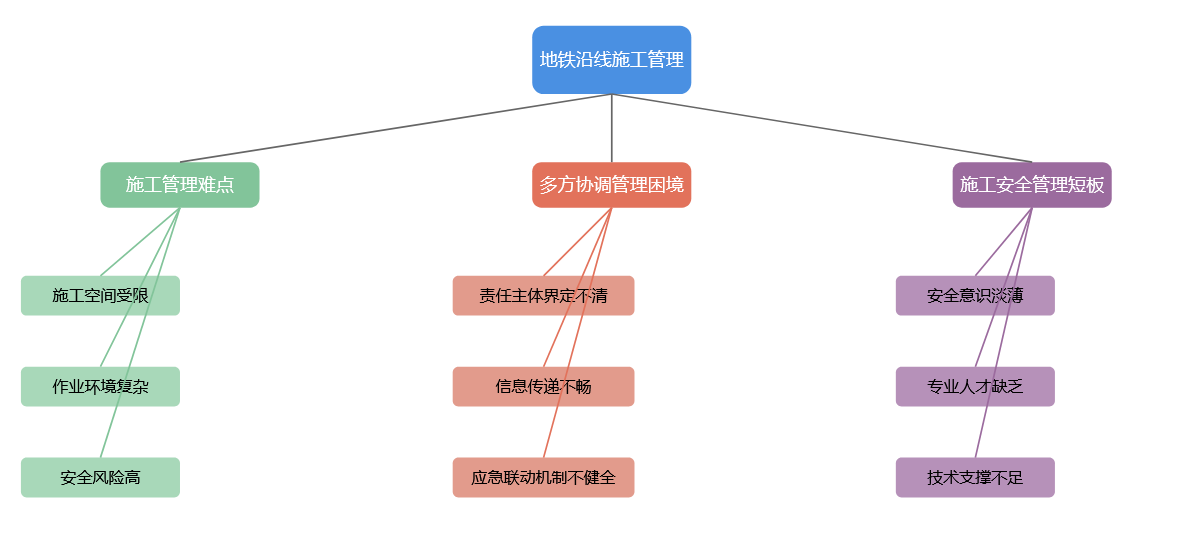 地铁沿线施工管理
施工管理难点
多方协调管理困境
施工安全管理短板
施工空间受限
责任主体界定不清
安全意识淡薄
作业环境复杂
信息传递不畅
专业人才缺乏
安全风险高
应急联动机制不健全
技术支撑不足